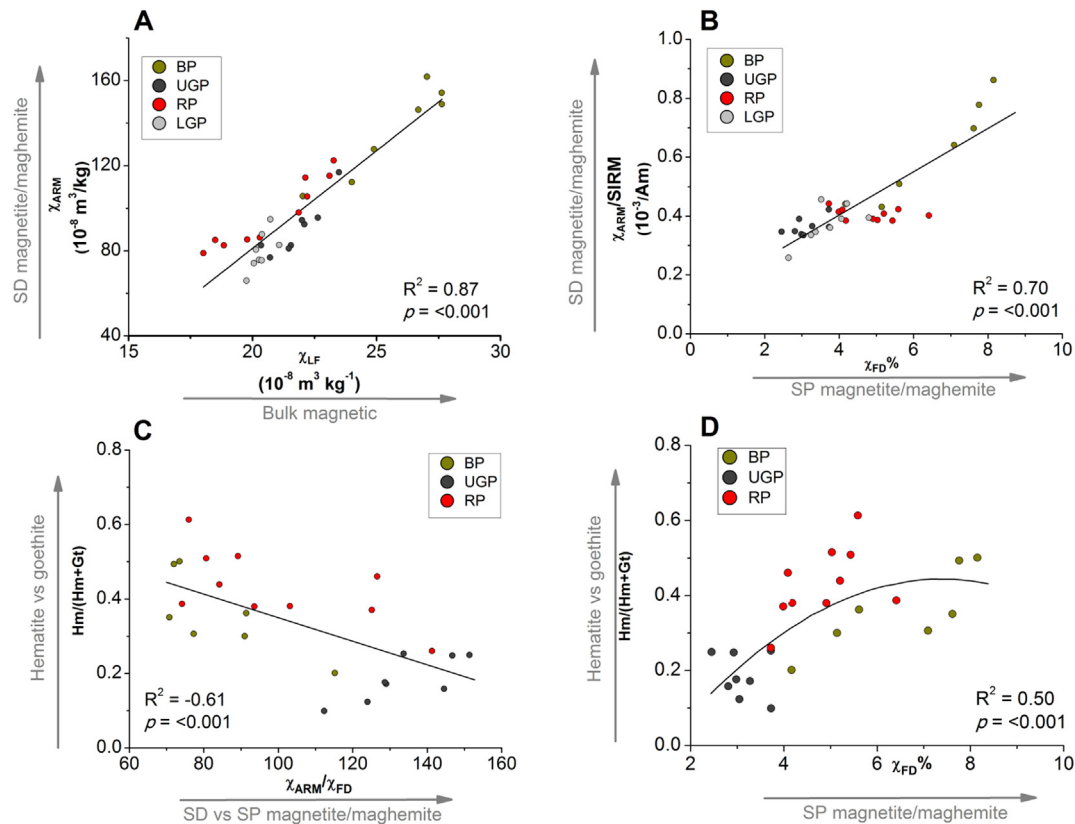 A
SD magnetite/maghemite
χARM
(10-8 m3/kg)
160
120
80
40
BP
UGP
RP
LGP
R2 = 0.87
p = <0.001
15
20
25
30
χLF
(10-8 m3 kg-1)
Bulk magnetic
B
SD magnetite/maghemite
χARM/SIRM
(10-3/Am)
1.0
0.8
0.6
0.4
0.2
0.0
BP
UGP
RP
LGP
R2 = 0.70
p = <0.001
0
2
4
6
8
10
χFD%
SP magnetite/maghemite
C
Hematite vs goethite
Hm/(Hm+Gt)
0.8
0.6
0.4
0.2
0.0
BP
UGP
RP
R2 = -0.61
p = <0.001
60
80
100
120
140
160
χARM/χFD
SD vs SP magnetite/maghemite
D
Hematite vs goethite
Hm/(Hm+Gt)
0.8
0.6
0.4
0.2
0.0
BP
UGP
RP
R2 = 0.50
p = <0.001
2
4
6
8
10
χFD%
SP magnetite/maghemite